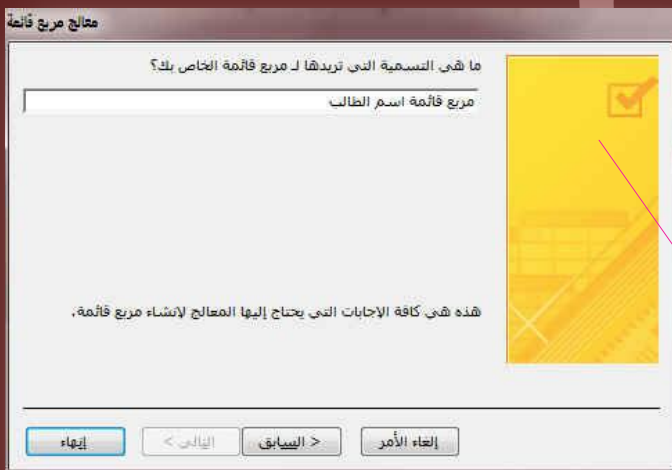 معالج مربع قائمة
ما هي التسمية التي تريدها لـ مربع قائمة الخاص بك؟
مربع قائمة اسم الطالب
هذه هي كافة الإجابات التي يحتاج إليها المعالج لإنشاء مربع قائمة.
إلغاء الأمر
< السابق
التالي >
إنهاء